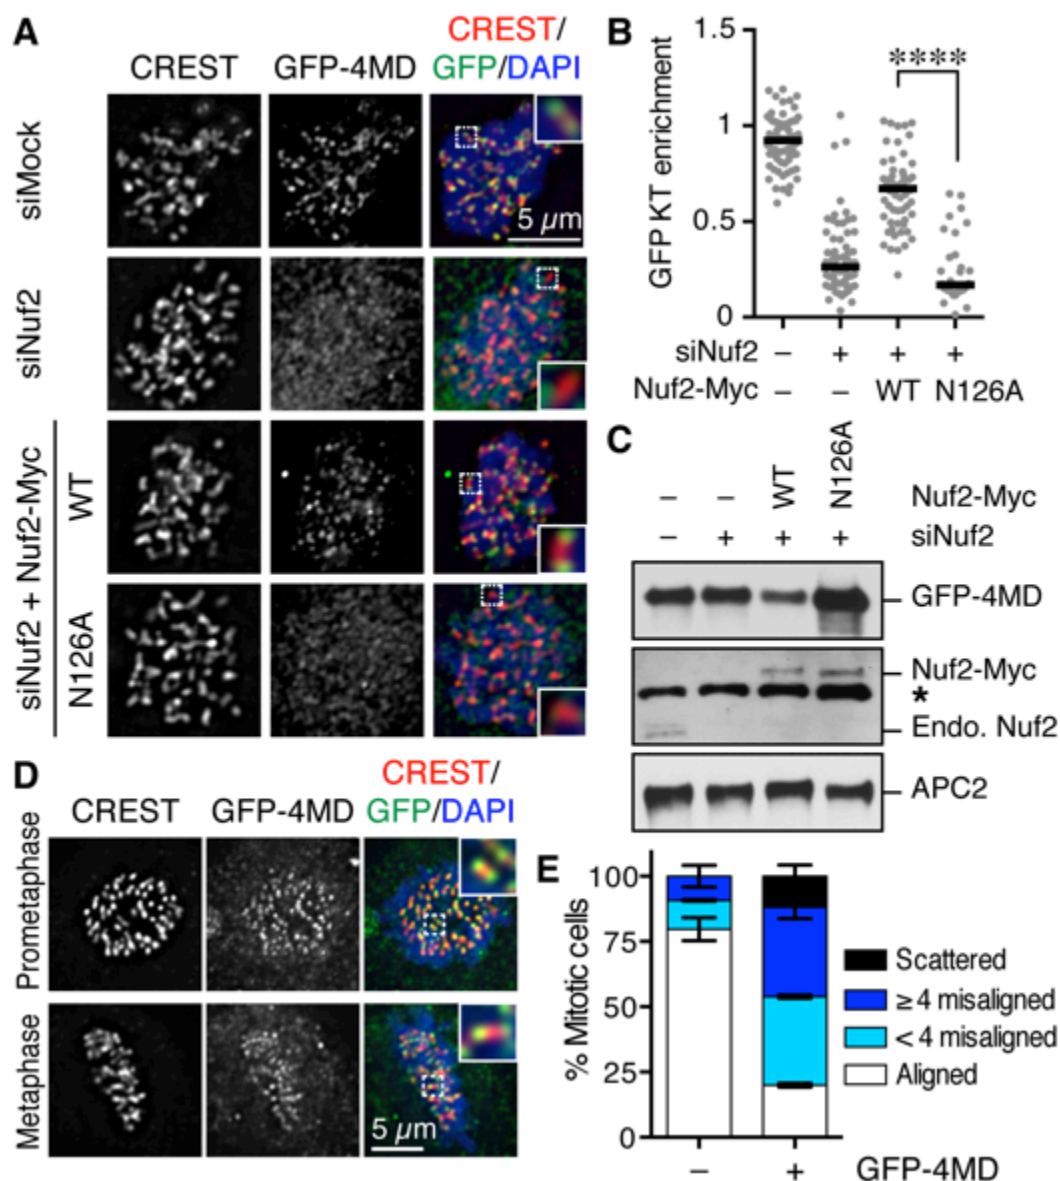 A
CREST/
CREST GFP-4MD GFP/DAPI
siMock
5 µm
siNuf2
siNuf2 + Nuf2-Myc
WT
N126A
B
1.5
1
0.5
0
GFP KT enrichment
****
siNuf2 – + + +
Nuf2-Myc – – WT N126A
C
– – WT N126A Nuf2-Myc
– + + + siNuf2
GFP-4MD
Nuf2-Myc
*
Endo. Nuf2
APC2
D
CREST/
CREST GFP-4MD GFP/DAPI
Prometaphase
Metaphase
5 µm
E
100
75
50
25
0
% Mitotic cells
Scattered
≥ 4 misaligned
< 4 misaligned
Aligned
– + GFP-4MD